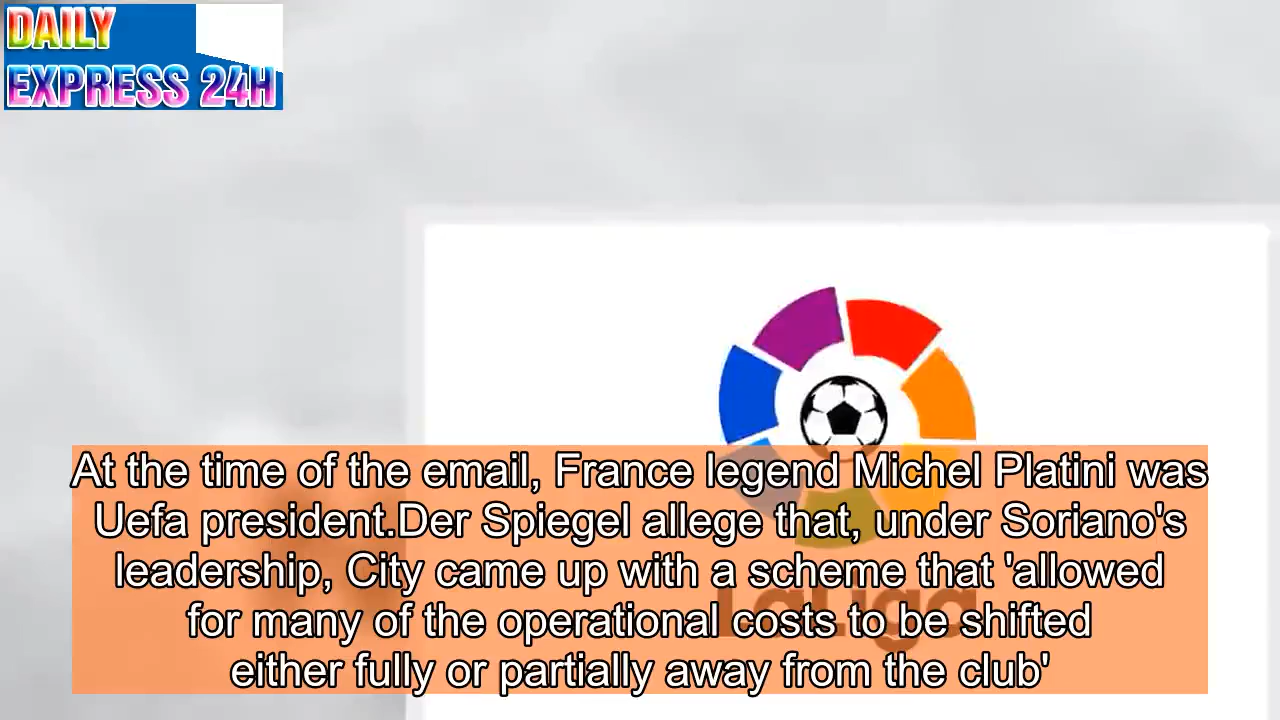 DAILY
EXPRESS 24H
At the time of the email, France legend Michel Platini was
Uefa president.Der Spiegel allege that, under Soriano's
leadership, City came up with a scheme that 'allowed
for many of the operational costs to be shifted
either fully or partially away from the club'
LaLiga